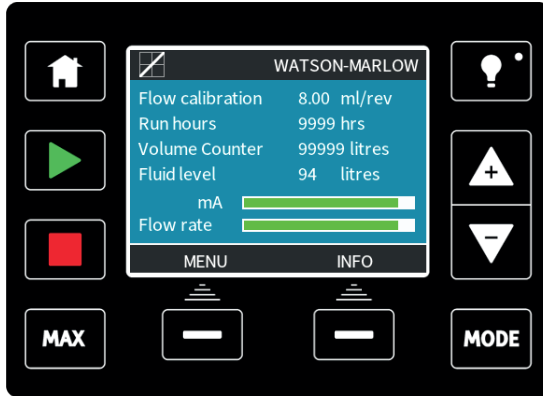 WATSON-MARLOW
Flow calibration 8.00 ml/rev
Run hours 9999 hrs
Volume Counter 99999 litres
Fluid level 94 litres
mA
Flow rate
MENU INFO
+
-
MAX MODE